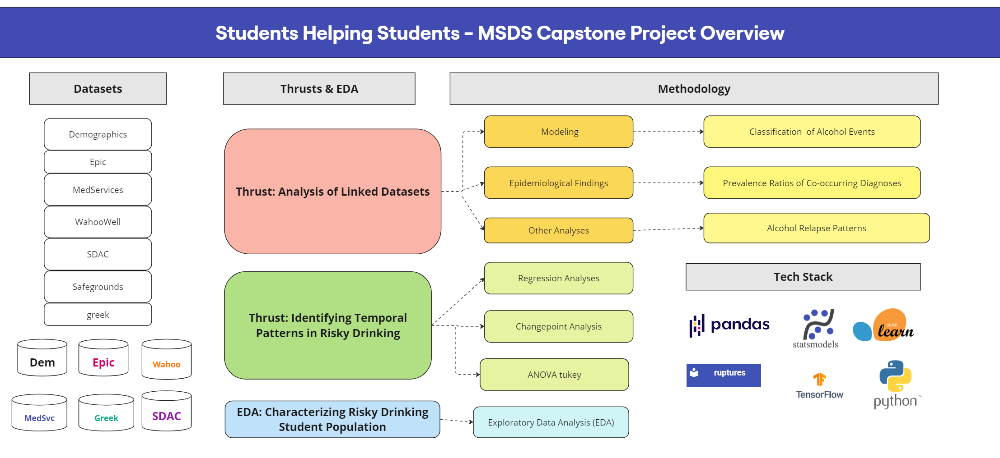 Students Helping Students – MSDS Capstone Project Overview
Datasets
Demographics
Epic
MedServices
WahooWell
SDAC
Safegrounds
greek
Dem
Epic
Wahoo
MedSvc
Greek
SDAC
Thrusts & EDA
Thrust: Analysis of Linked Datasets
Thrust: Identifying Temporal
Patterns in Risky Drinking
EDA: Characterizing Risky Drinking
Student Population
Methodology
Modeling
Classification of Alcohol Events
Epidemiological Findings
Prevalence Ratios of Co-occurring Diagnoses
Other Analyses
Alcohol Relapse Patterns
Regression Analyses
Changepoint Analysis
ANOVA tukey
Exploratory Data Analysis (EDA)
Tech Stack
pandas
statsmodels
scikit
learn
ruptures
TensorFlow
python™